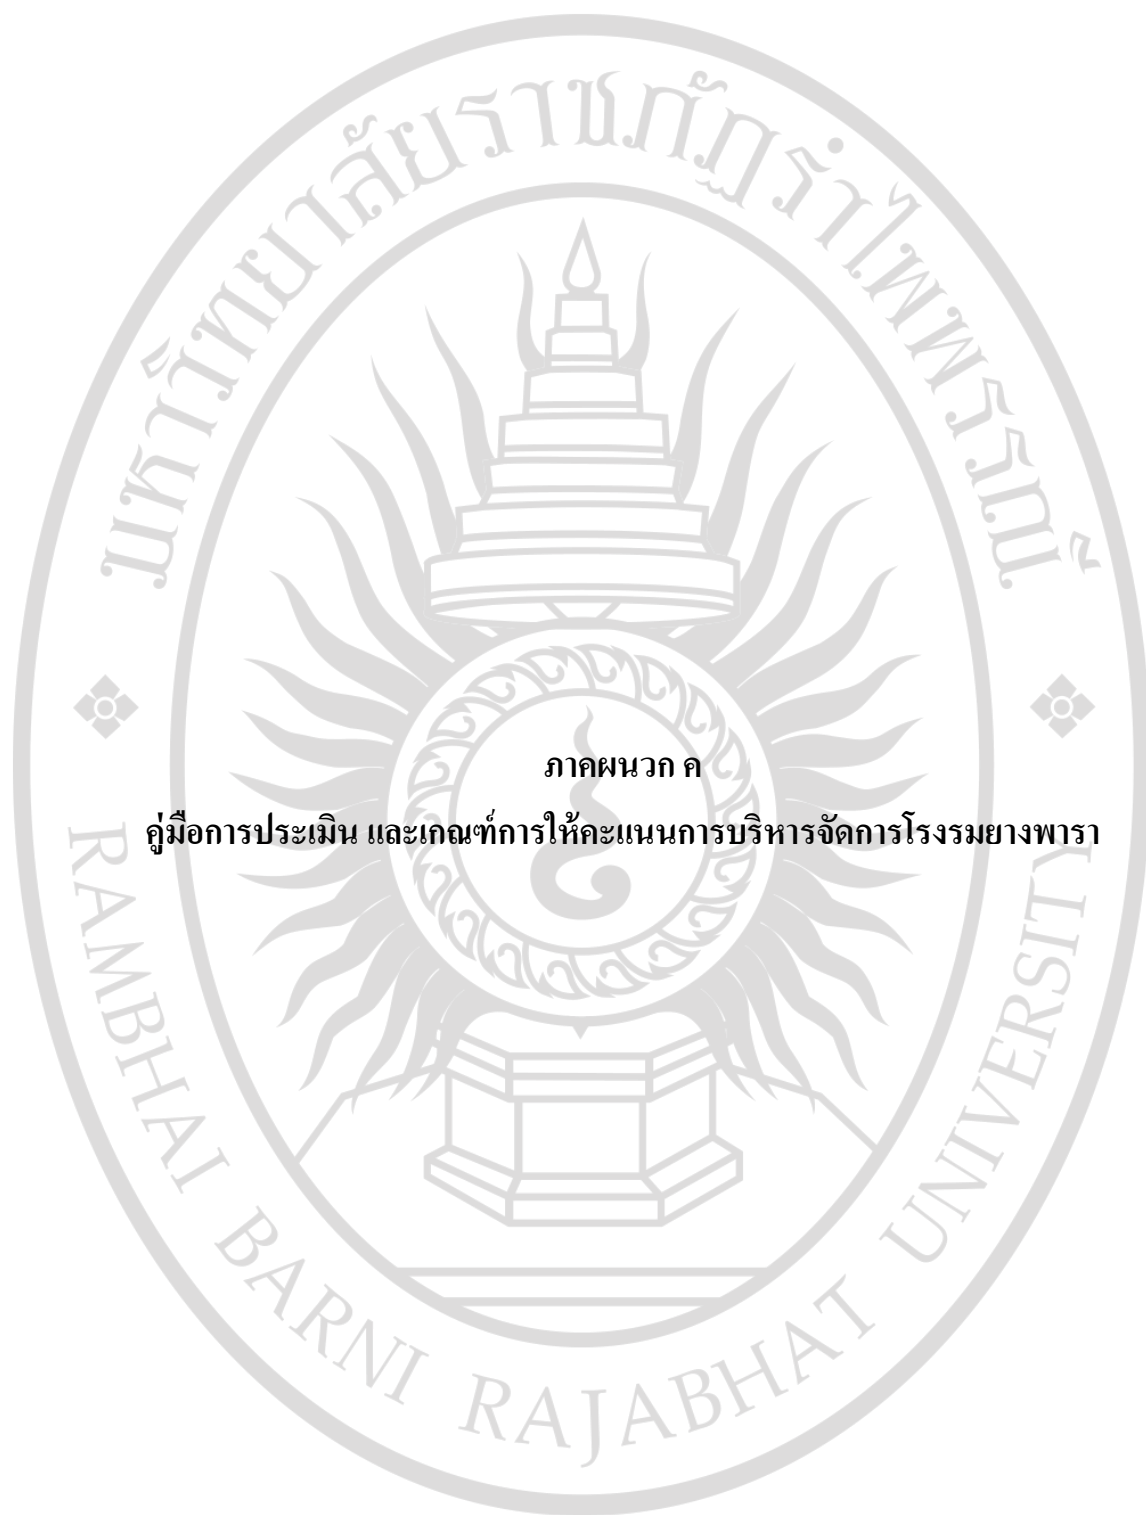 มหาวิทยาลัยราชภัฏรำไพพรรณี
ภาคผนวก ค
คู่มือการประเมิน และเกณฑ์การให้คะแนนการบริหารจัดการโรงรมยางพารา
RAMBHAI BARNI RAJABHAT UNIVERSITY